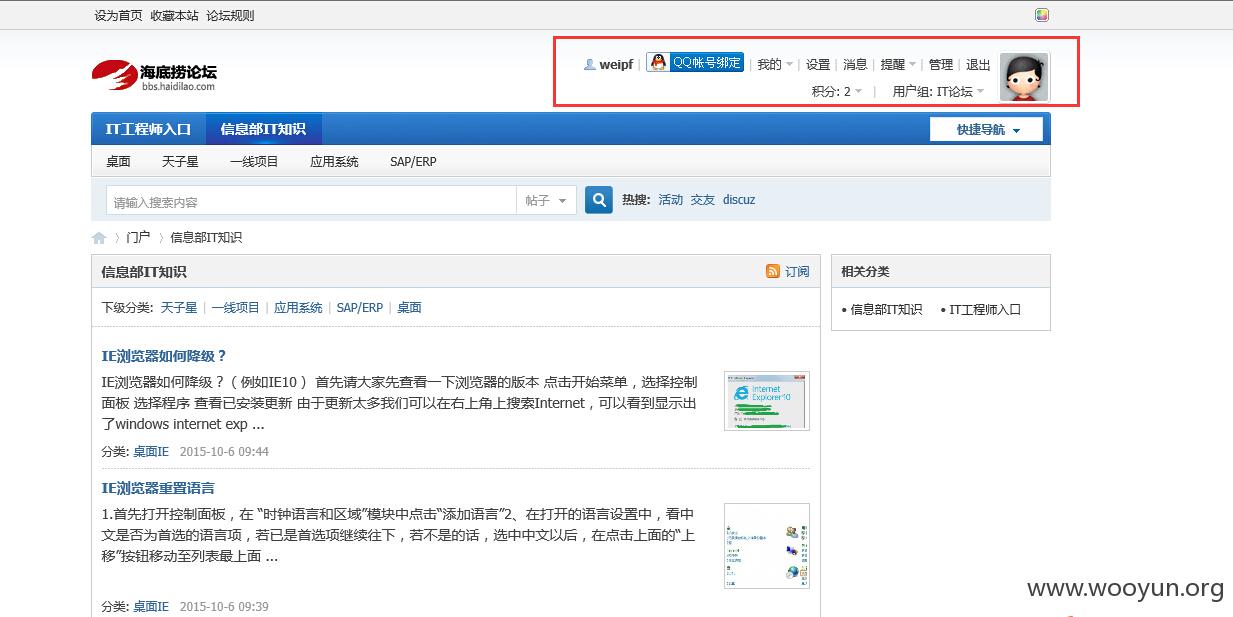 设为首页 收藏本站 论坛规则
海底捞论坛
bbs.haidilao.com
weipf | QQ帐号绑定 | 我的 | 设置 | 消息 | 提醒 | 管理 | 退出
积分: 2 | 用户组: IT论坛
IT工程师入口 信息部IT知识 快捷导航
桌面 天子星 一线项目 应用系统 SAP/ERP
请输入搜索内容 帖子 热搜: 活动 交友 discuz
门户 信息部IT知识
信息部IT知识 订阅
下级分类: 天子星 | 一线项目 | 应用系统 | SAP/ERP | 桌面
IE浏览器如何降级？
IE浏览器如何降级？（例如IE10） 首先请大家先查看一下浏览器的版本 点击开始菜单，选择控制
面板 选择程序 查看已安装更新 由于更新太多我们可以在右上角上搜索Internet，可以看到显示出
了windows internet exp ...
Internet
Explorer10
分类: 桌面IE 2015-10-6 09:44
IE浏览器重置语言
1.首先打开控制面板，在 “时钟语言和区域”模块中点击“添加语言”2、在打开的语言设置中，看中
文是否为首选的语言项，若已是首选项继续往下，若不是的话，选中中文以后，在点击上面的“上
移”按钮移动至列表最上面 ...
分类: 桌面IE 2015-10-6 09:39
相关分类
• 信息部IT知识 • IT工程师入口
www.wooyun.org